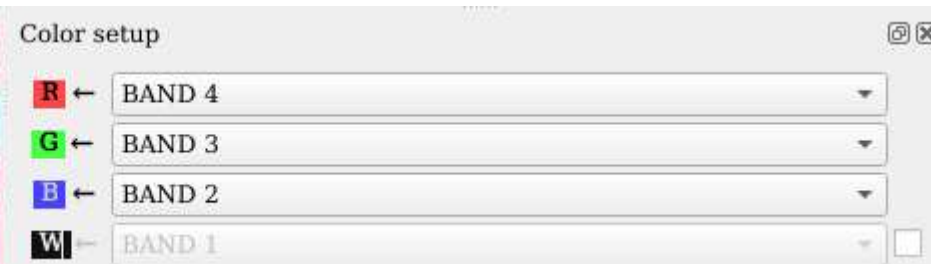 Color setup
R ← BAND 4
G ← BAND 3
B ← BAND 2
W ← BAND 1